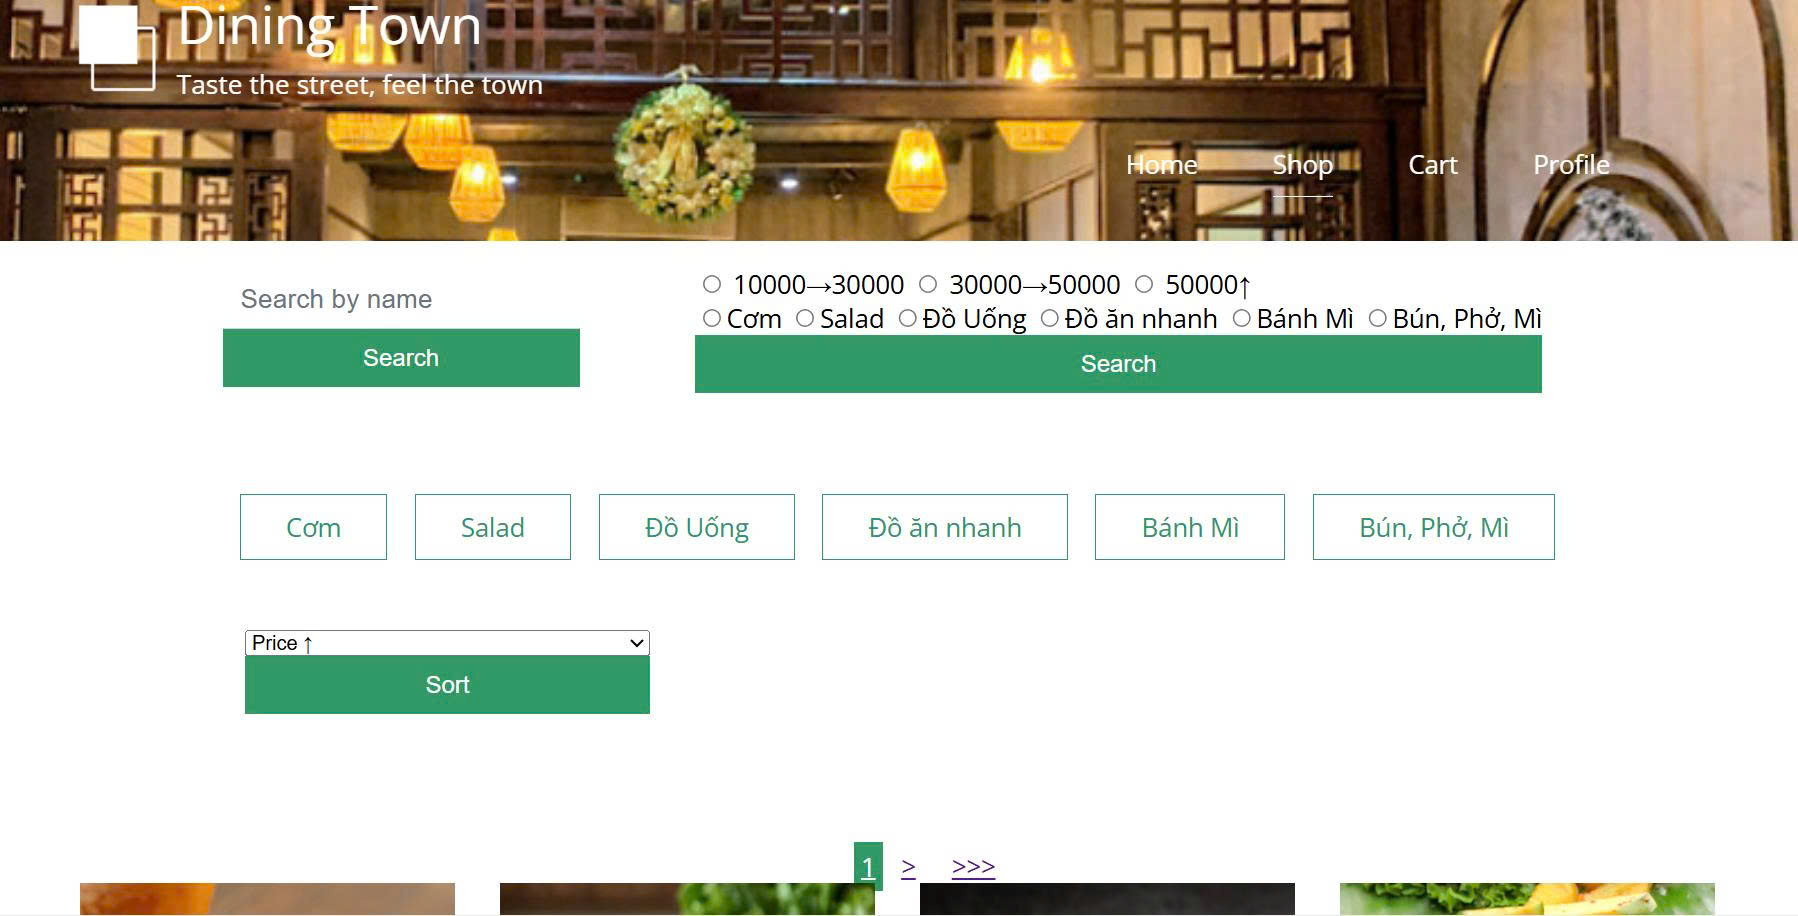 Dining Town
Taste the street, feel the town
Home Shop Cart Profile
Search by name
Search
10000→30000 30000→50000 50000↑
Cơm Salad Đồ Uống Đồ ăn nhanh Bánh Mì Bún, Phở, Mì
Search
Cơm Salad Đồ Uống Đồ ăn nhanh Bánh Mì Bún, Phở, Mì
Price ↑
Sort
1 > >>>